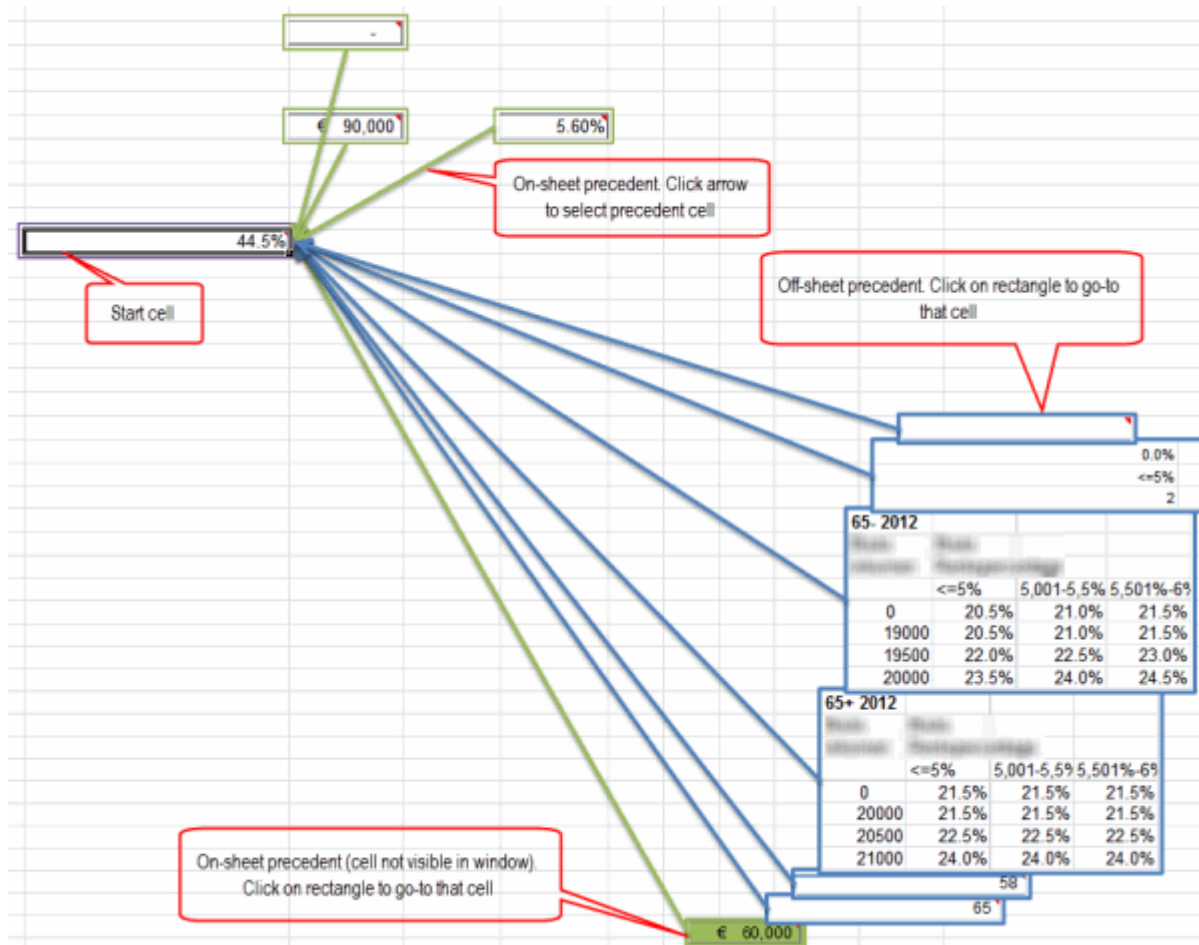 -
€ 90,000
5.60%
On-sheet precedent. Click arrow
to select precedent cell
44.5%
Start cell
Off-sheet precedent. Click on rectangle to go-to
that cell
0.0%
<=5%
2
65- 2012
<=5% 5,001-5,5% 5,501%-6%
0 20.5% 21.0% 21.5%
19000 20.5% 21.0% 21.5%
19500 22.0% 22.5% 23.0%
20000 23.5% 24.0% 24.5%
65+ 2012
<=5% 5,001-5,5% 5,501%-6%
0 21.5% 21.5% 21.5%
20000 21.5% 21.5% 21.5%
20500 22.5% 22.5% 22.5%
21000 24.0% 24.0% 24.0%
58
65
On-sheet precedent (cell not visible in window).
Click on rectangle to go-to that cell
€ 60,000